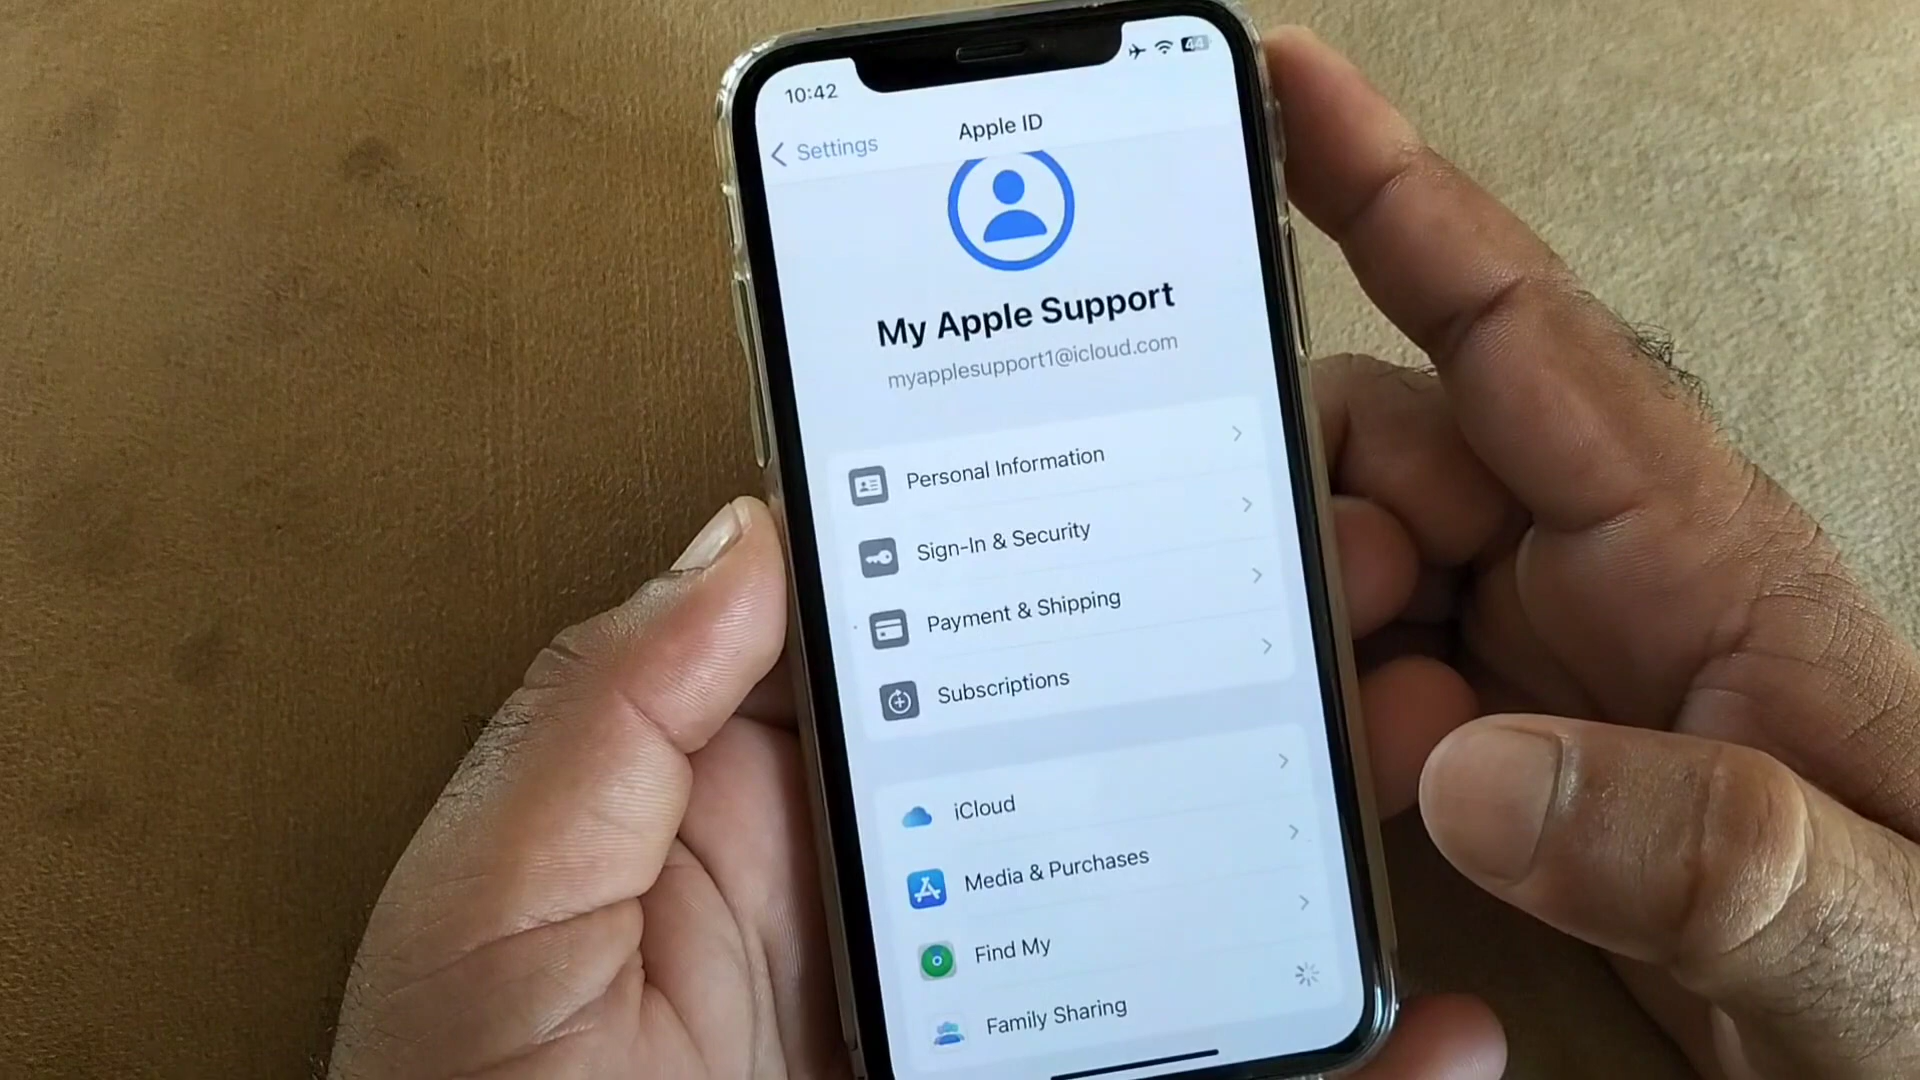 10:42
44
Settings
Apple ID
My Apple Support
myapplesupport1@icloud.com
Personal Information
Sign-In & Security
Payment & Shipping
Subscriptions
iCloud
Media & Purchases
Find My
Family Sharing